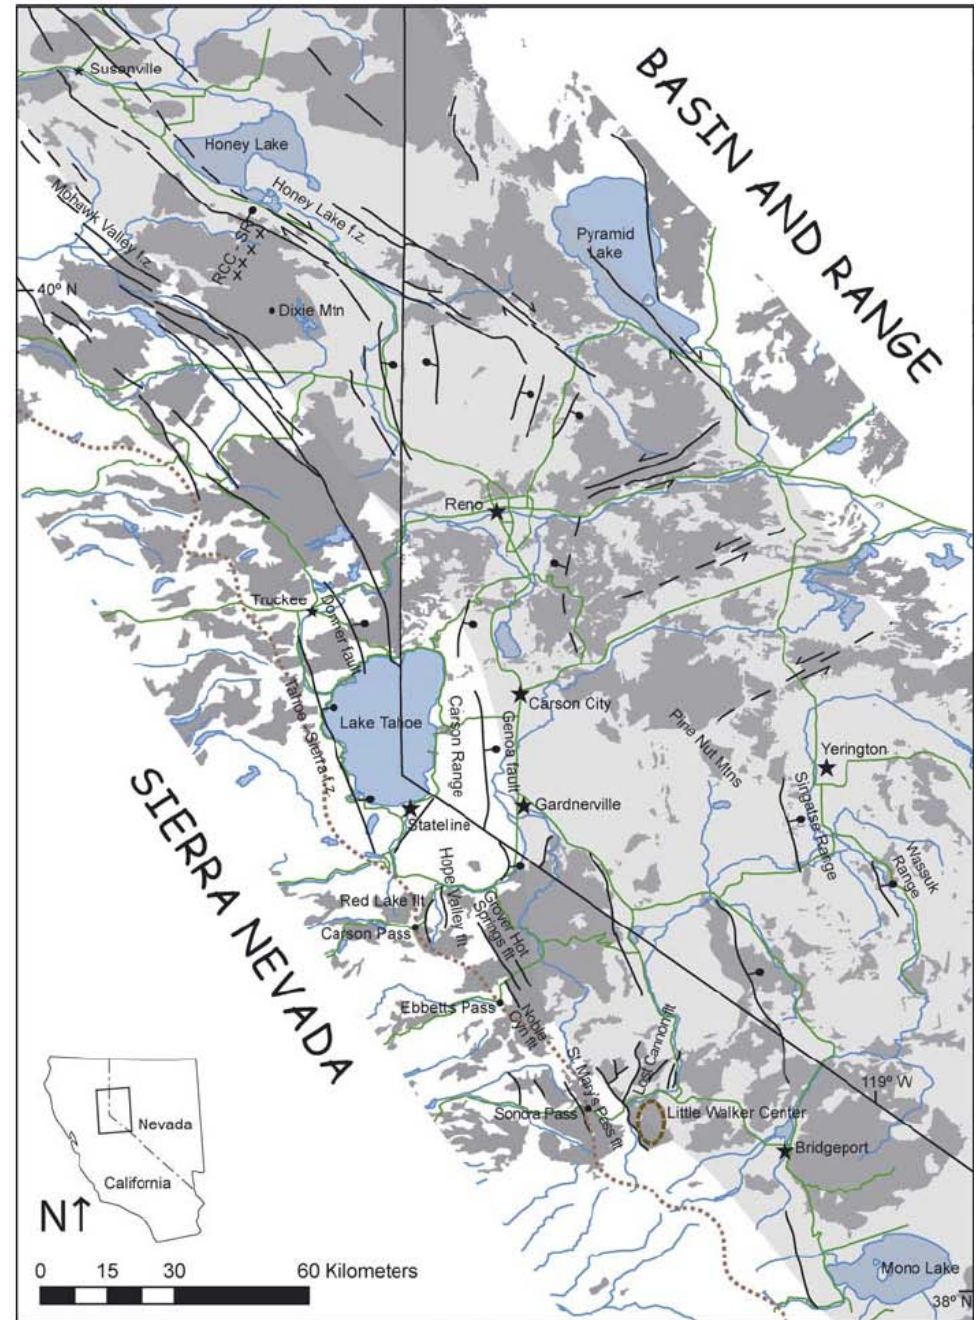 Susanville
BASIN AND RANGE
Honey Lake
Honey Lake f.z.
Mohawk Valley f.z.
Pyramid
Lake
40° N
Dixie Mtn
Reno
Truckee
Donner fault
Tahoe - Sierra f.z.
Lake Tahoe
Carson Range
Genoa fault
Carson City
Pine Nut Mtns
Yerington
Singatse Range
Wassuk
Range
Gardnerville
Stateline
SIERRA NEVADA
Hope Valley flt
Red Lake flt
Grover Hot
Springs flt
Carson Pass
Ebbetts Pass
Noble
Cyn flt
St. Mary's Pass flt
Lost Cannon flt
119° W
Sonora Pass
Little Walker Center
Bridgeport
Nevada
California
N
0 15 30 60 Kilometers
Mono Lake
38° N